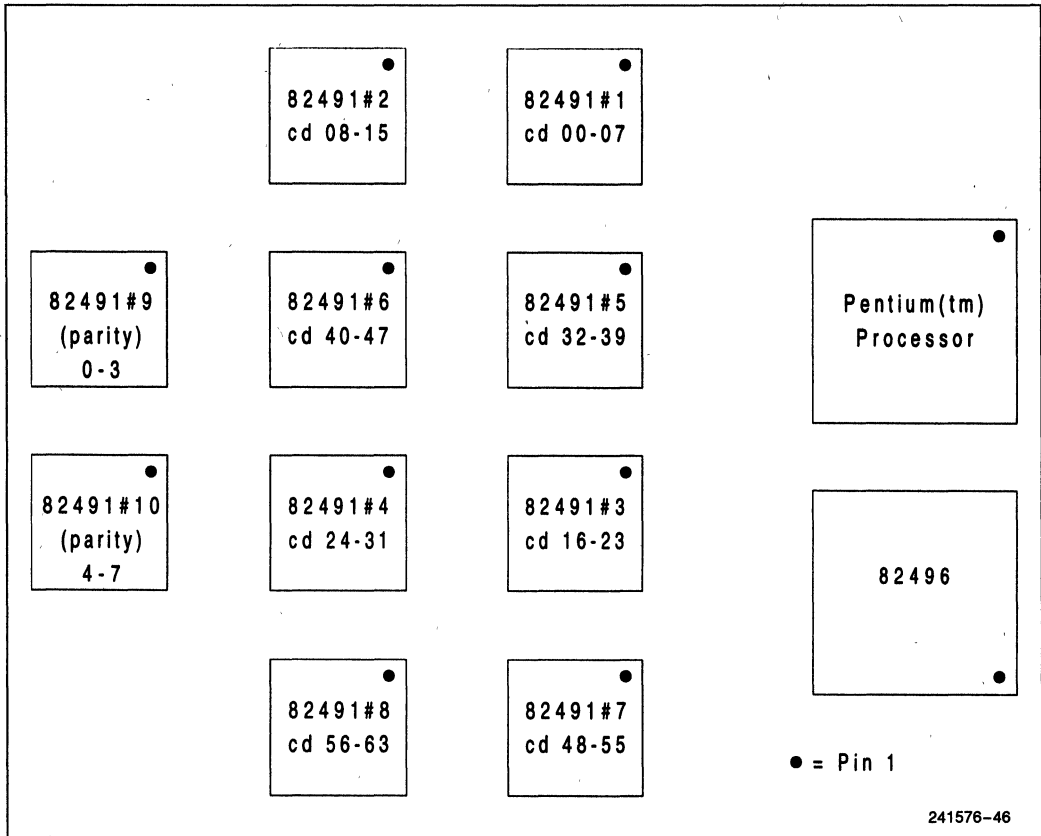 82491#2
cd 08-15
82491#1
cd 00-07
82491#9
(parity)
0-3
82491#6
cd 40-47
82491#5
cd 32-39
Pentium(tm)
Processor
82491#10
(parity)
4-7
82491#4
cd 24-31
82491#3
cd 16-23
82496
82491#8
cd 56-63
82491#7
cd 48-55
● = Pin 1
241576-46